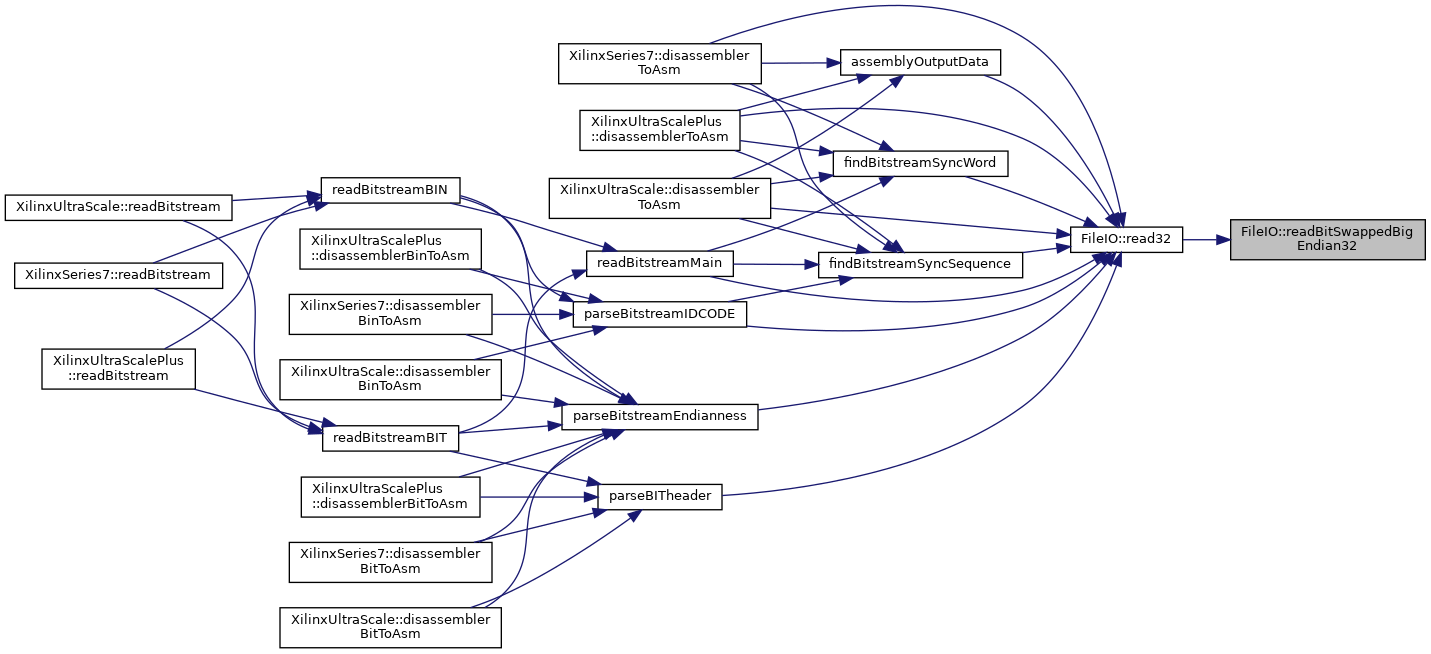 XilinxSeries7::disassembler
ToAsm
assemblyOutputData
XilinxUltraScalePlus
::disassemblerToAsm
findBitstreamSyncWord
readBitstreamBIN
XilinxUltraScale::disassembler
ToAsm
XilinxUltraScale::readBitstream
FileIO::readBitSwappedBig
Endian32
FileIO::read32
XilinxUltraScalePlus
::disassemblerBinToAsm
readBitstreamMain
findBitstreamSyncSequence
XilinxSeries7::readBitstream
XilinxSeries7::disassembler
BinToAsm
parseBitstreamIDCODE
XilinxUltraScalePlus
::readBitstream
XilinxUltraScale::disassembler
BinToAsm
parseBitstreamEndianness
readBitstreamBIT
XilinxUltraScalePlus
::disassemblerBitToAsm
parseBITheader
XilinxSeries7::disassembler
BitToAsm
XilinxUltraScale::disassembler
BitToAsm